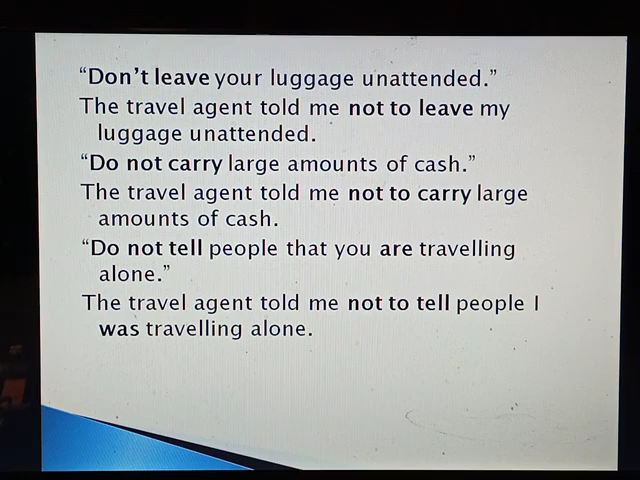 “Don’t leave your luggage unattended.”
The travel agent told me not to leave my
luggage unattended.
“Do not carry large amounts of cash.”
The travel agent told me not to carry large
amounts of cash.
“Do not tell people that you are travelling
alone.”
The travel agent told me not to tell people I
was travelling alone.